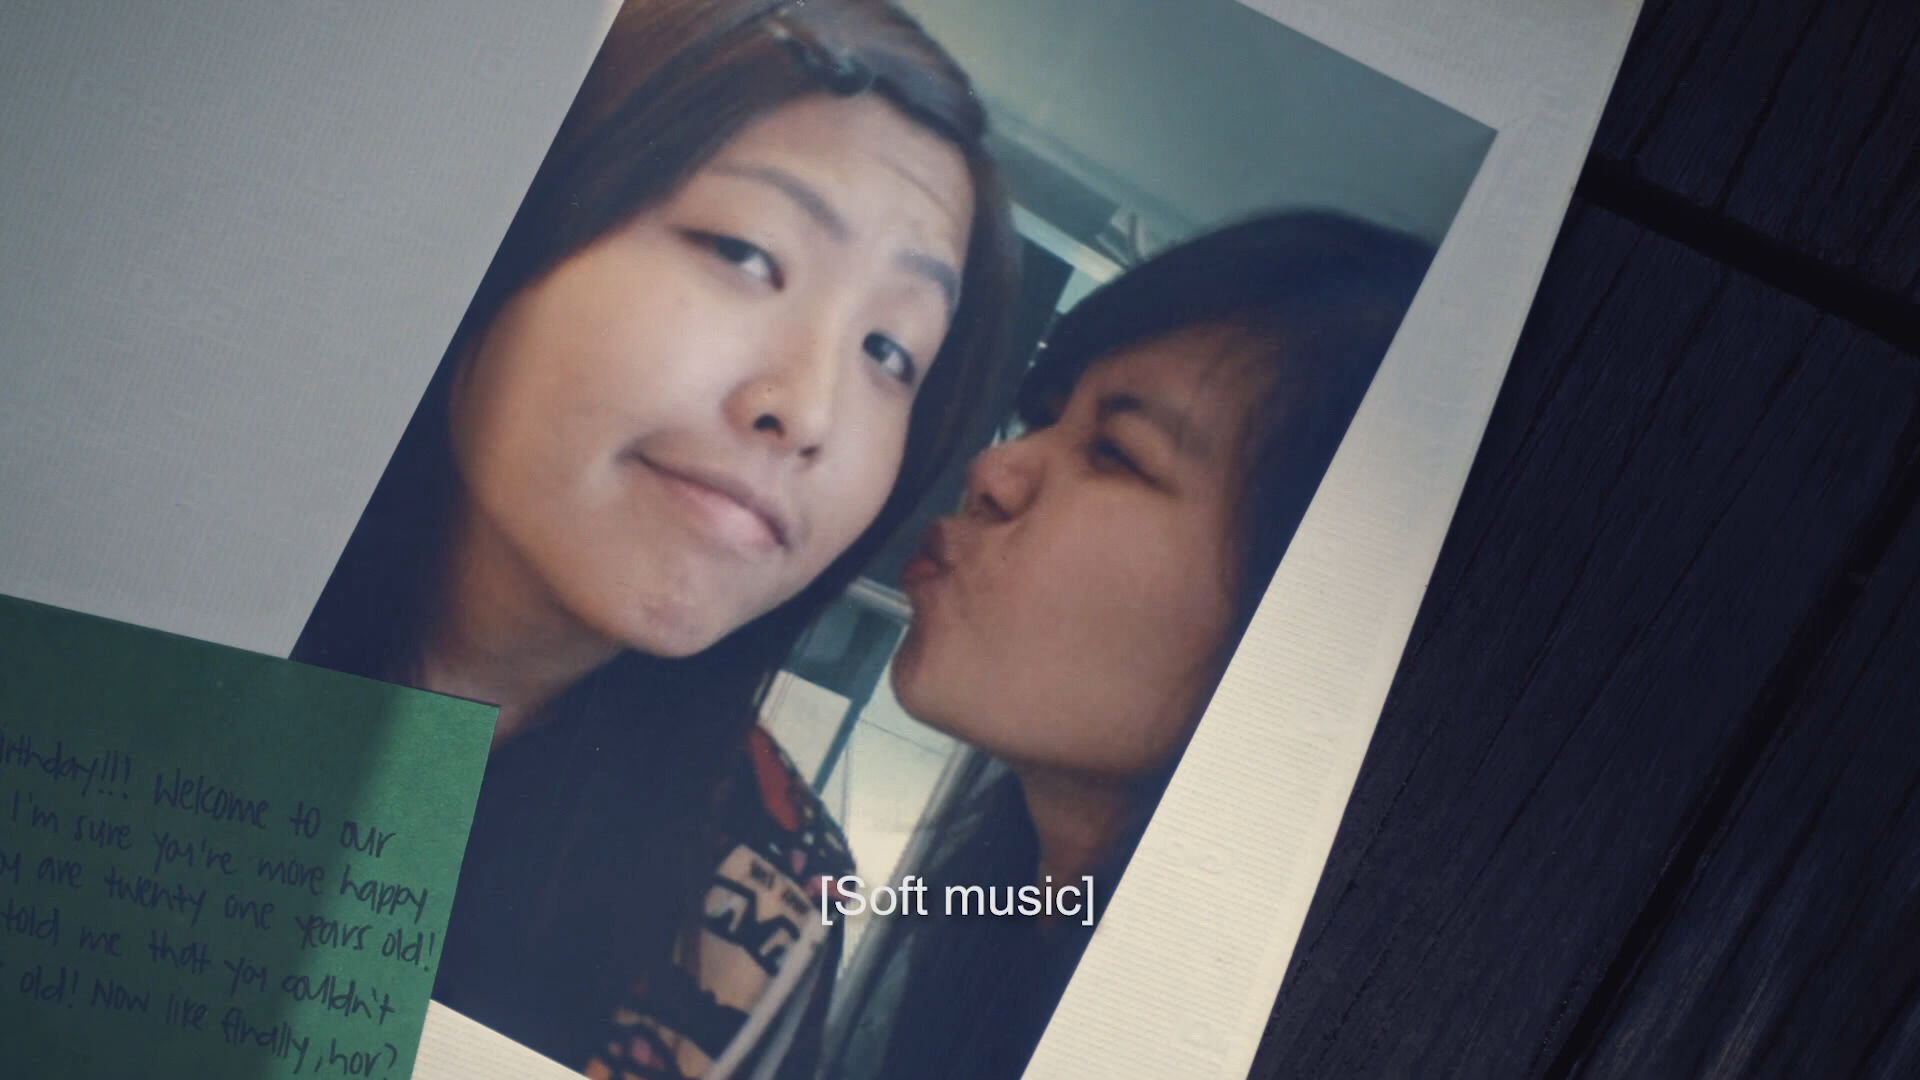 irthday!!! Welcome to our
I'm sure you're more happy
are twenty one years old!
told me that you couldn't
old! Now like finally, hor?
[Soft music]